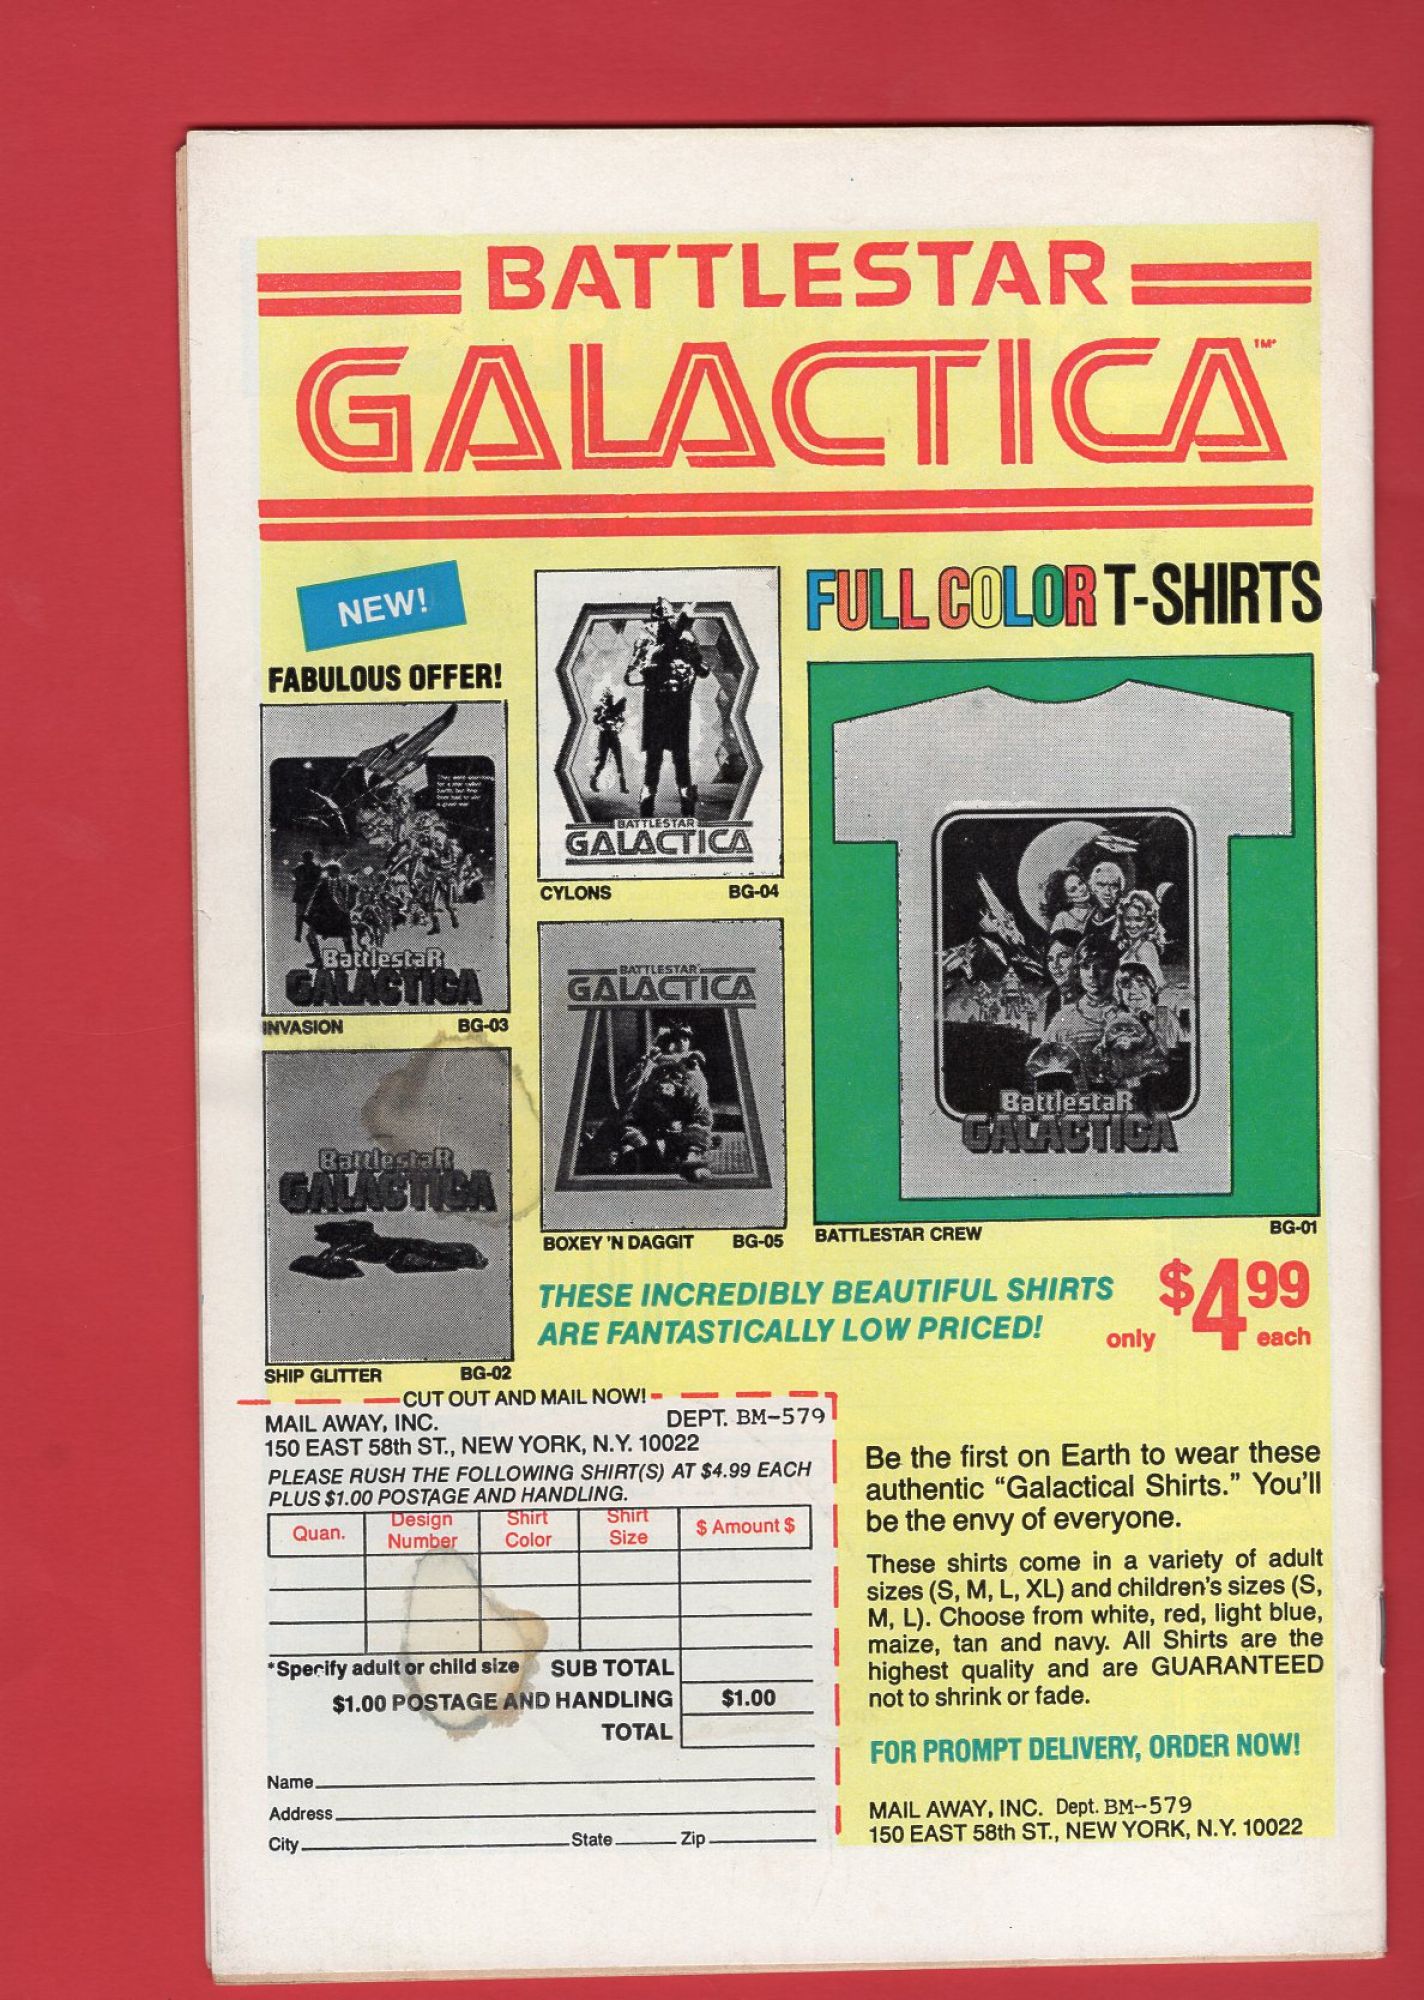 BATTLESTAR
GALACTICA™
NEW!
FABULOUS OFFER!
BattlestaR
GALACTICA
INVASION BG-03
BattlestaR
GALACTICA
SHIP GLITTER BG-02
BATTLESTAR
GALACTICA
CYLONS BG-04
BATTLESTAR
GALACTICA
BOXEY 'N DAGGIT BG-05
FULL COLOR T-SHIRTS
BattlestaR
GALACTICA
BATTLESTAR CREW BG-01
THESE INCREDIBLY BEAUTIFUL SHIRTS
ARE FANTASTICALLY LOW PRICED!
only $4.99 each
CUT OUT AND MAIL NOW!
MAIL AWAY, INC. DEPT. BM-579
150 EAST 58th ST., NEW YORK, N.Y. 10022
PLEASE RUSH THE FOLLOWING SHIRT(S) AT $4.99 EACH
PLUS $1.00 POSTAGE AND HANDLING.
Quan. Design Number Shirt Color Shirt Size $ Amount $
*Specify adult or child size SUB TOTAL
$1.00 POSTAGE AND HANDLING $1.00
TOTAL
Name
Address
City State Zip
Be the first on Earth to wear these
authentic "Galactical Shirts." You'll
be the envy of everyone.
These shirts come in a variety of adult
sizes (S, M, L, XL) and children's sizes (S,
M, L). Choose from white, red, light blue,
maize, tan and navy. All Shirts are the
highest quality and are GUARANTEED
not to shrink or fade.
FOR PROMPT DELIVERY, ORDER NOW!
MAIL AWAY, INC. Dept. BM-579
150 EAST 58th ST., NEW YORK, N.Y. 10022